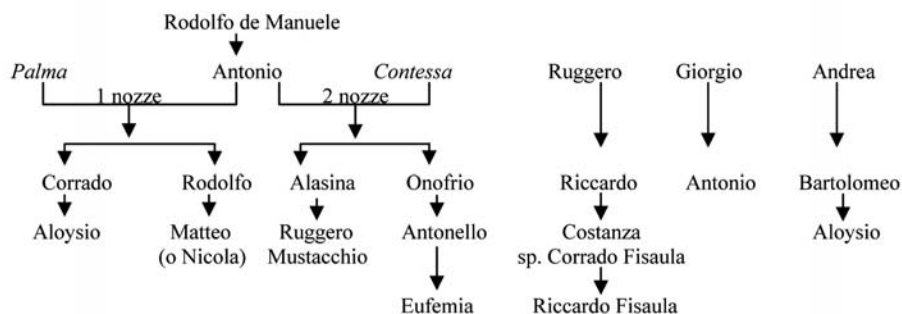 Rodolfo de Manuele
Palma Antonio Contessa Ruggero Giorgio Andrea
1 nozze 2 nozze
Corrado Rodolfo Alasina Onofrio Riccardo Antonio Bartolomeo
Aloysio Matteo Ruggero Antonello Costanza Aloysio
(o Nicola) Mustacchio sp. Corrado Fisaula
Eufemia Riccardo Fisaula